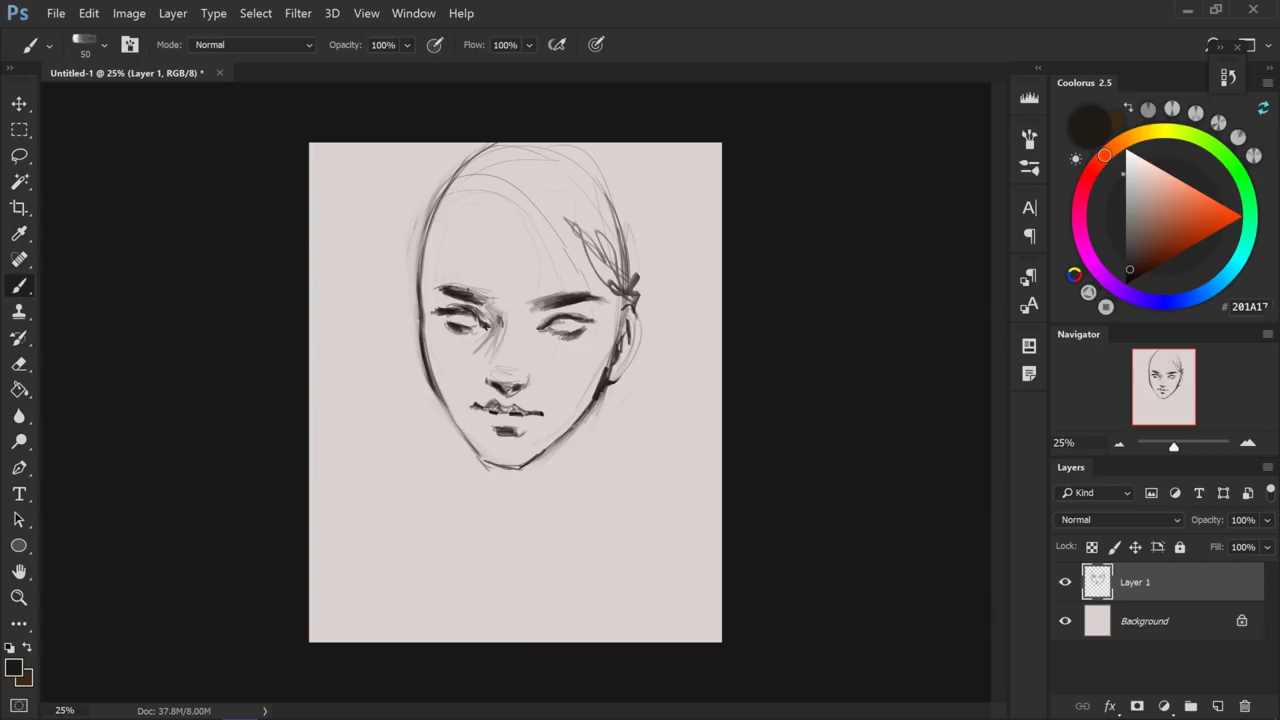 Ps File Edit Image Layer Type Select Filter 3D View Window Help
50 Mode: Normal Opacity: 100% Flow: 100%
Untitled-1 @ 25% (Layer 1, RGB/8) *
Coolorus 2.5
# 201A17
Navigator
25%
Layers
Kind
Normal Opacity: 100%
Lock: Fill: 100%
Layer 1
Background
25% Doc: 37.8M/8.00M